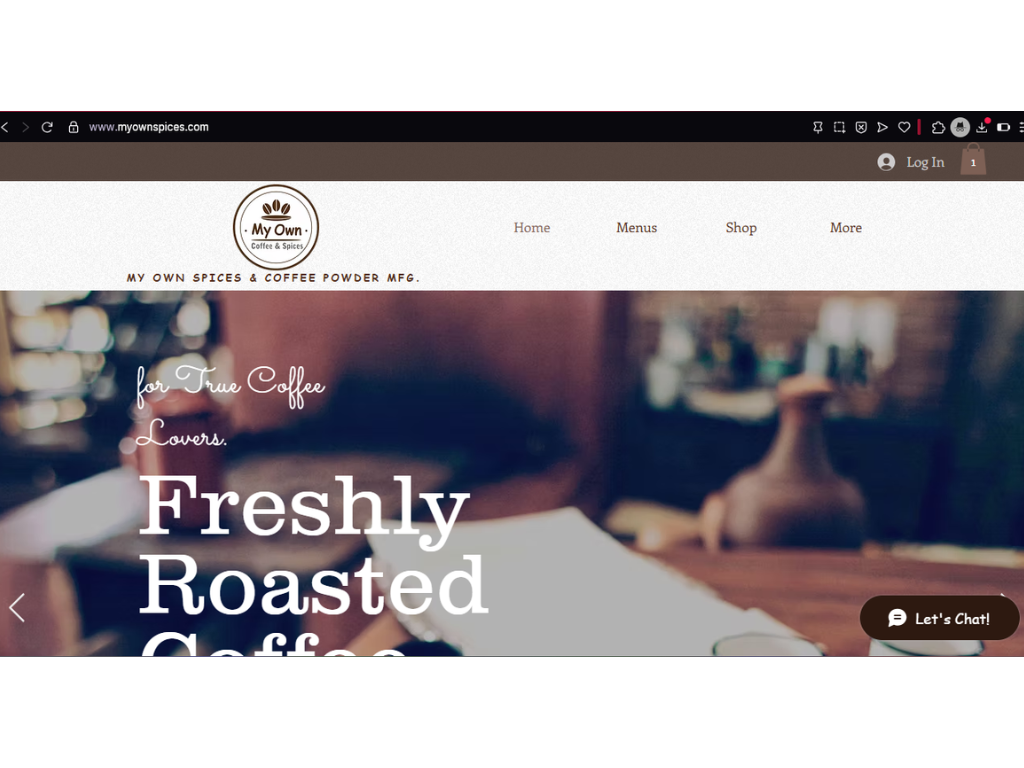 www.myownspices.com
Log In
1
My Own
Coffee & Spices
MY OWN SPICES & COFFEE POWDER MFG.
Home
Menus
Shop
More
for True Coffee
Lovers.
Freshly
Roasted
Coffee
Let's Chat!